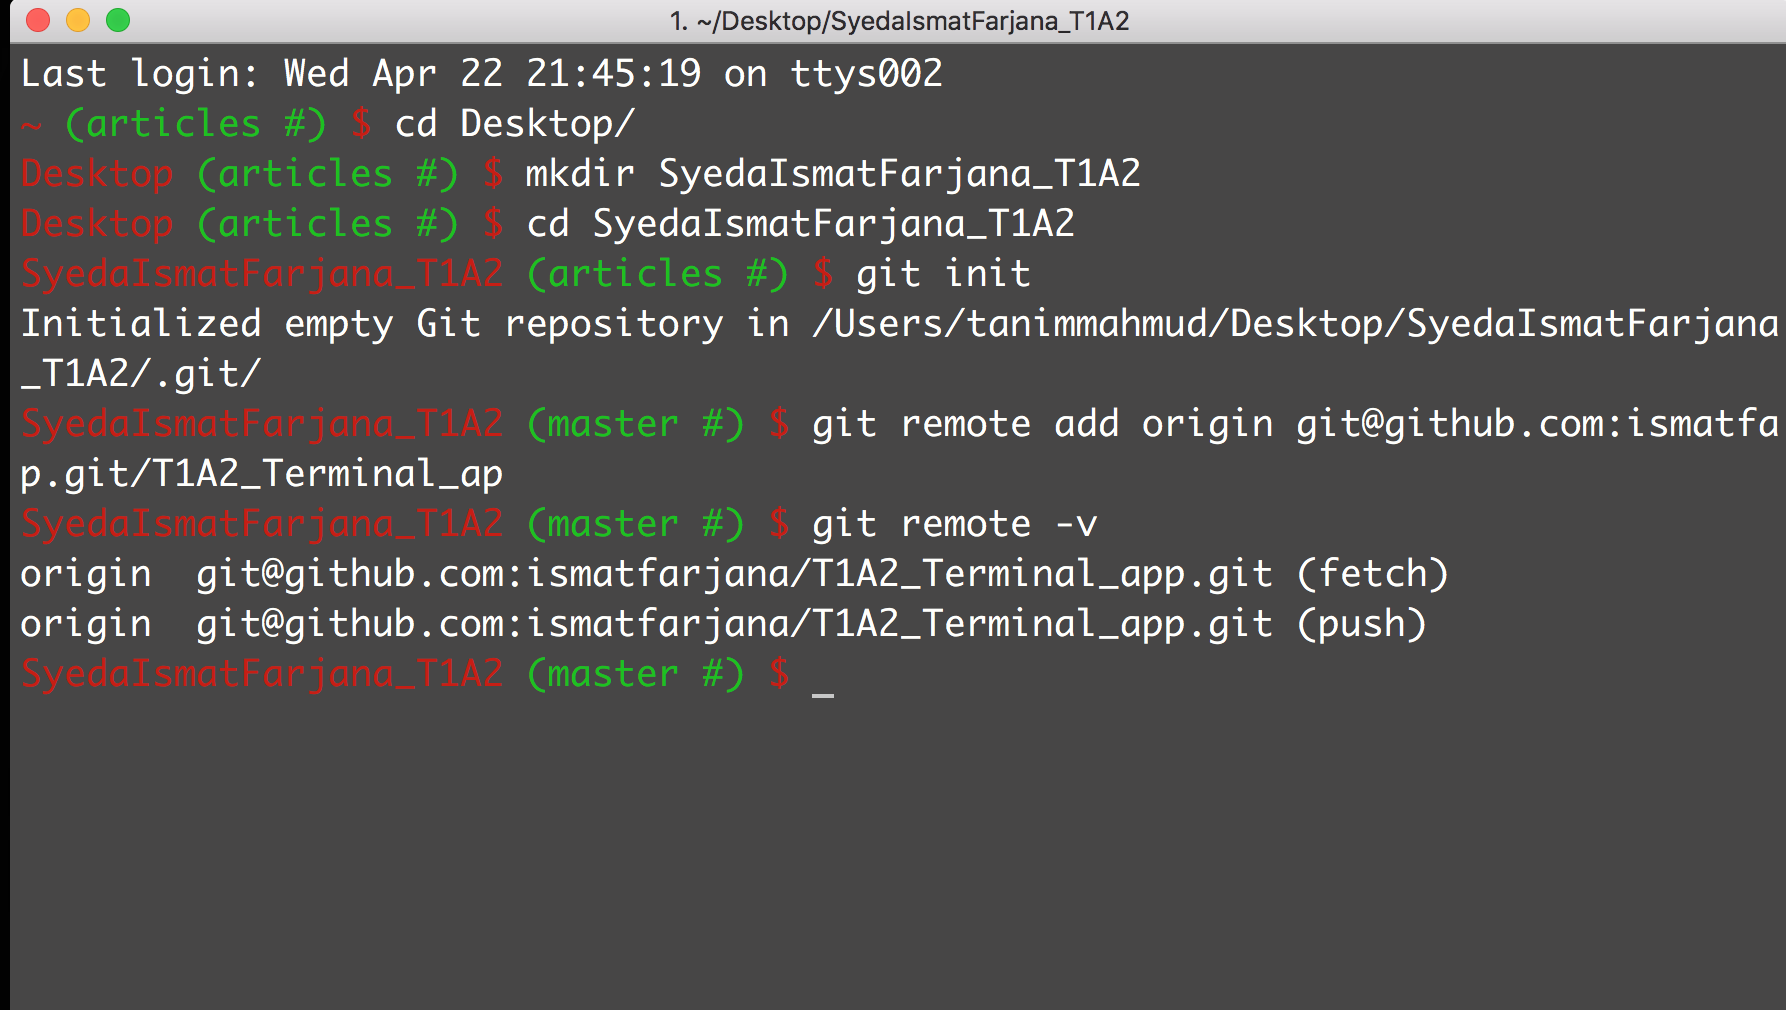 1. ~/Desktop/SyedaIsmatFarjana_T1A2
Last login: Wed Apr 22 21:45:19 on ttys002
~ (articles #) $ cd Desktop/
Desktop (articles #) $ mkdir SyedaIsmatFarjana_T1A2
Desktop (articles #) $ cd SyedaIsmatFarjana_T1A2
SyedaIsmatFarjana_T1A2 (articles #) $ git init
Initialized empty Git repository in /Users/tanimmahmud/Desktop/SyedaIsmatFarjana
_T1A2/.git/
SyedaIsmatFarjana_T1A2 (master #) $ git remote add origin git@github.com:ismatfa
p.git/T1A2_Terminal_ap
SyedaIsmatFarjana_T1A2 (master #) $ git remote -v
origin  git@github.com:ismatfarjana/T1A2_Terminal_app.git (fetch)
origin  git@github.com:ismatfarjana/T1A2_Terminal_app.git (push)
SyedaIsmatFarjana_T1A2 (master #) $ _